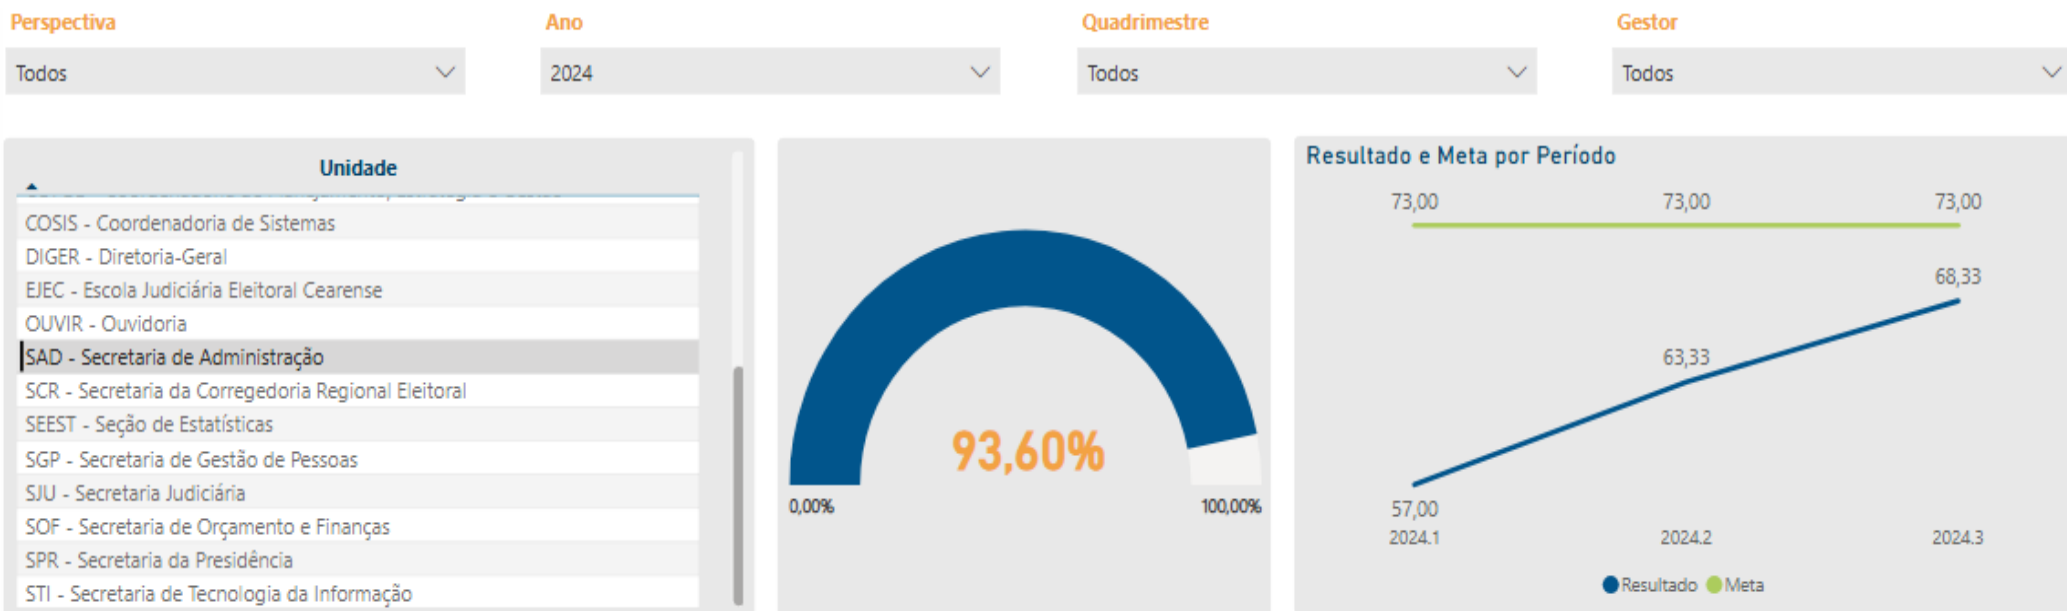 Perspectiva Ano Quadrimestre Gestor
Todos 2024 Todos Todos
Unidade
COSIS - Coordenadoria de Sistemas
DIGER - Diretoria-Geral
EJEC - Escola Judiciária Eleitoral Cearense
OUVIR - Ouvidoria
SAD - Secretaria de Administração
SCR - Secretaria da Corregedoria Regional Eleitoral
SEEST - Seção de Estatísticas
SGP - Secretaria de Gestão de Pessoas
SJU - Secretaria Judiciária
SOF - Secretaria de Orçamento e Finanças
SPR - Secretaria da Presidência
STI - Secretaria de Tecnologia da Informação
93,60%
0,00% 100,00%
Resultado e Meta por Período
73,00 73,00 73,00
68,33
63,33
57,00
2024.1 2024.2 2024.3
Resultado Meta